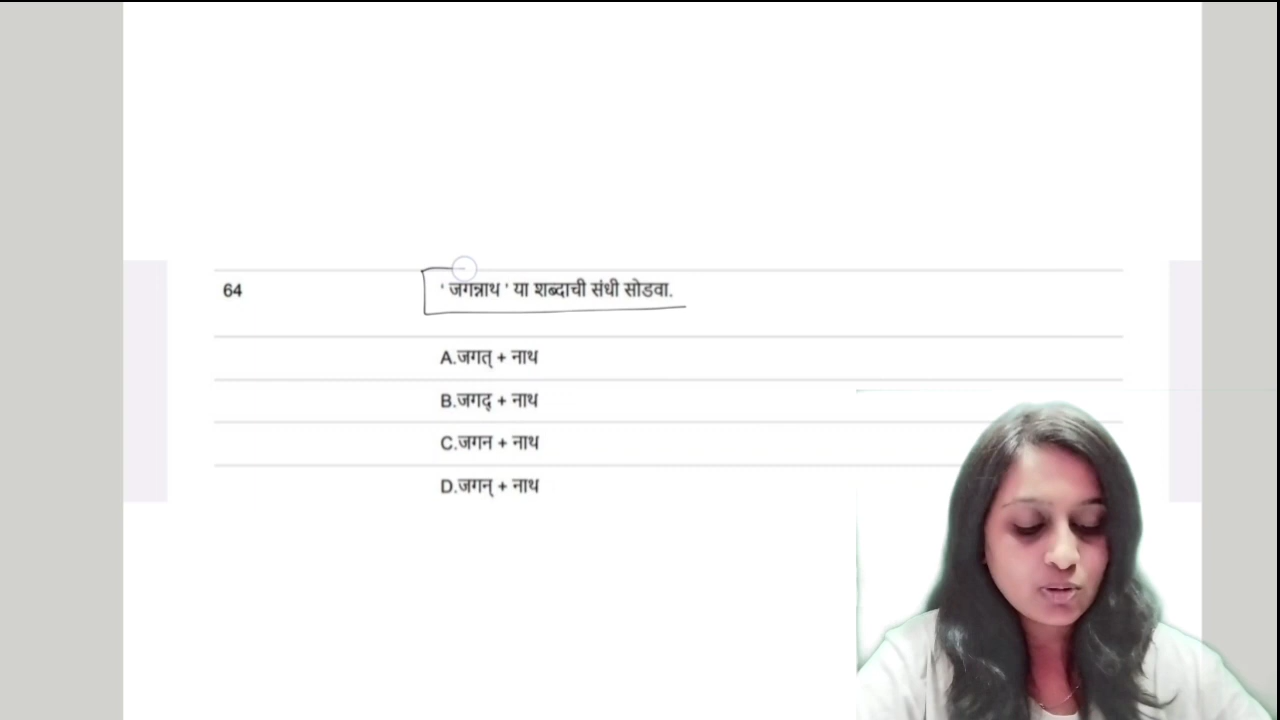 64 ' जगन्नाथ ' या शब्दाची संधी सोडवा.
A.जगत् + नाथ
B.जगद् + नाथ
C.जगन + नाथ
D.जगन् + नाथ